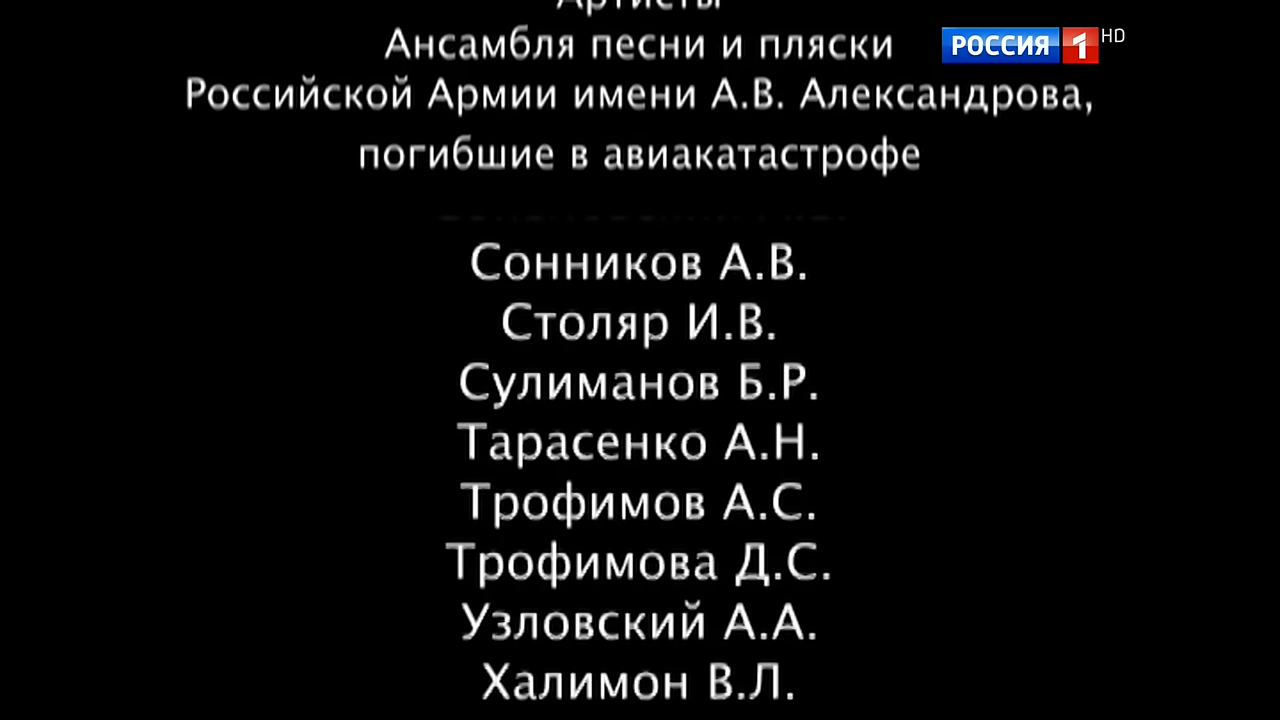 Артисты
Ансамбля песни и пляски
РОССИЯ 1 HD
Российской Армии имени А.В. Александрова,
погибшие в авиакатастрофе
Сонников А.В.
Столяр И.В.
Сулиманов Б.Р.
Тарасенко А.Н.
Трофимов А.С.
Трофимова Д.С.
Узловский А.А.
Халимон В.Л.